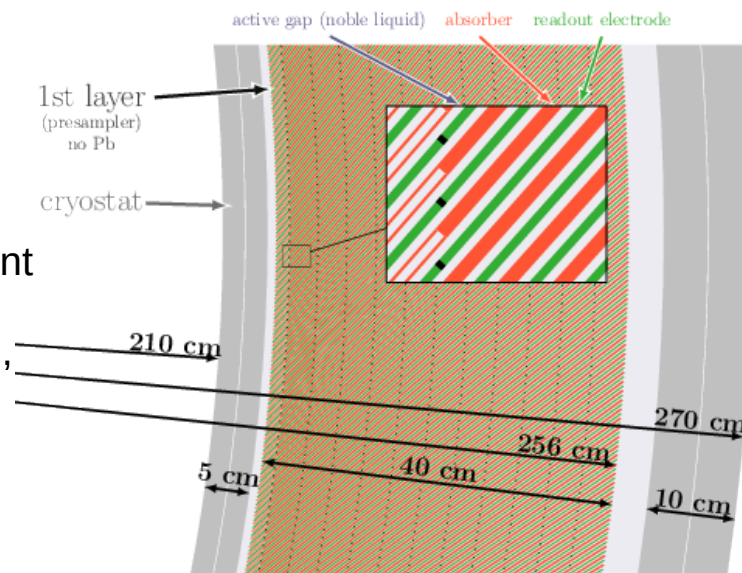 active gap (noble liquid) absorber readout electrode
1st layer
(presampler)
no Pb
cryostat
nt
210 cm
,
270 cm
256 cm
40 cm
5 cm
10 cm